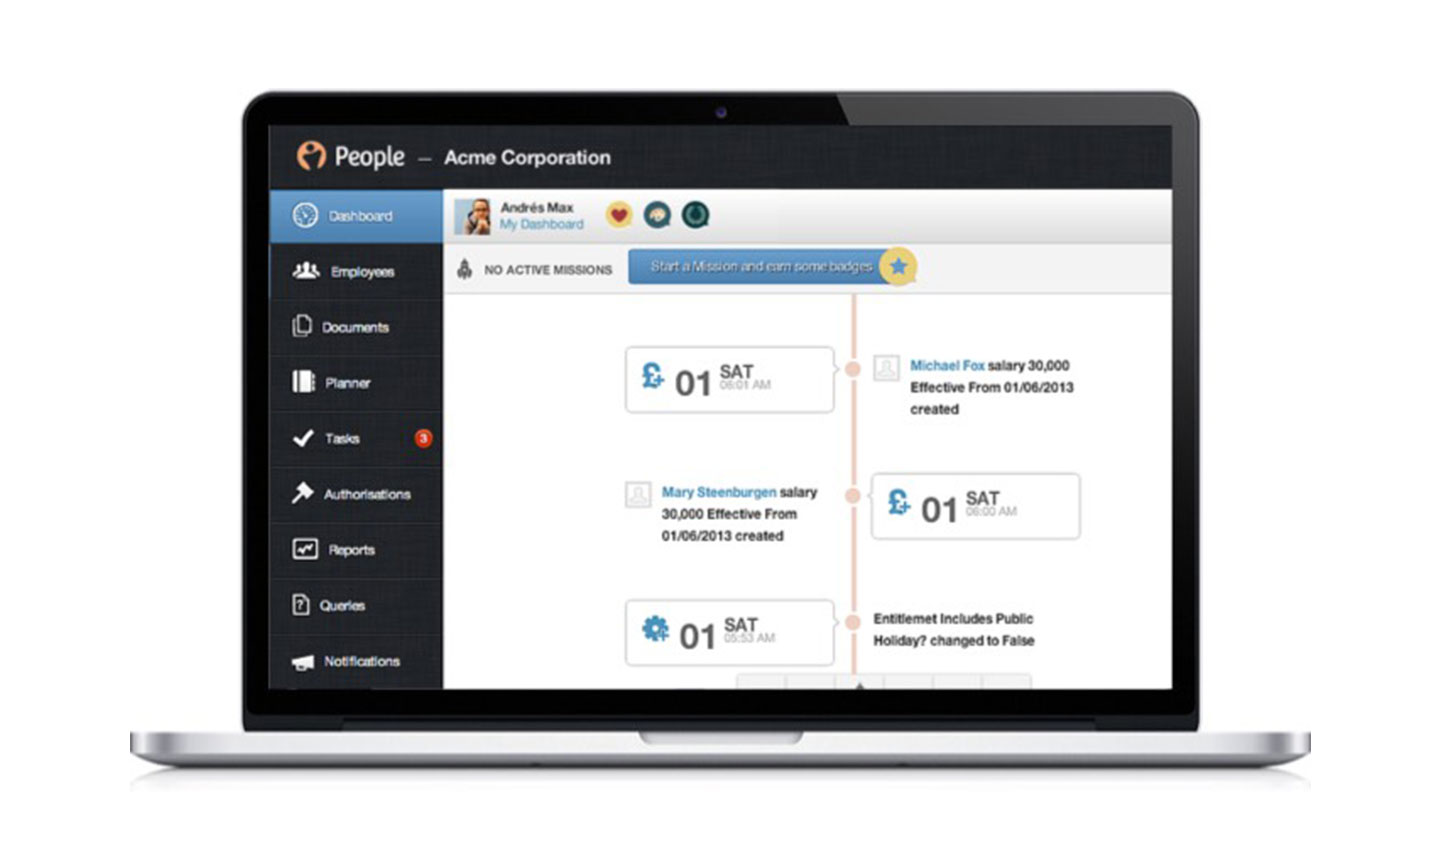 People — Acme Corporation
Dashboard
Employees
Documents
Planner
Tasks 3
Authorisations
Reports
Queries
Notifications
Andrés Max
My Dashboard
NO ACTIVE MISSIONS
Start a Mission and earn some badges
£+ 01 SAT
06:01 AM
Michael Fox salary 30,000
Effective From 01/06/2013
created
Mary Steenburgen salary
30,000 Effective From
01/06/2013 created
£+ 01 SAT
06:00 AM
01 SAT
05:53 AM
Entitlemet Includes Public
Holiday? changed to False